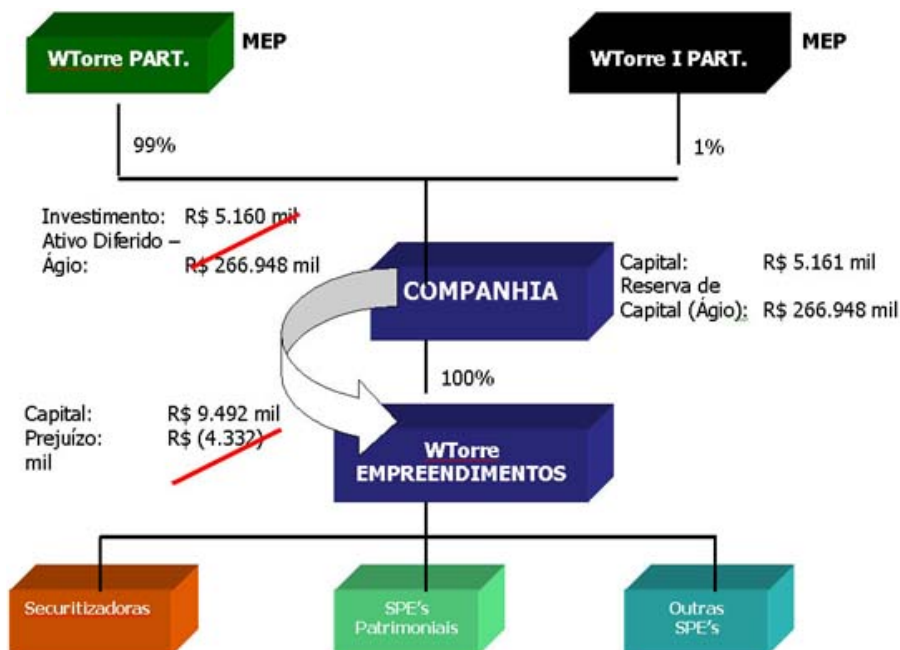 WTorre PART.
MEP
WTorre I PART.
MEP
99%
1%
Investimento: R$ 5.160 mil
Ativo Diferido –
Ágio: R$ 266.948 mil
COMPANHIA
Capital: R$ 5.161 mil
Reserva de
Capital (Ágio): R$ 266.948 mil
100%
Capital: R$ 9.492 mil
Prejuízo: R$ (4.332)
mil
WTorre
EMPREENDIMENTOS
Securitizadoras
SPE's
Patrimoniais
Outras
SPE's